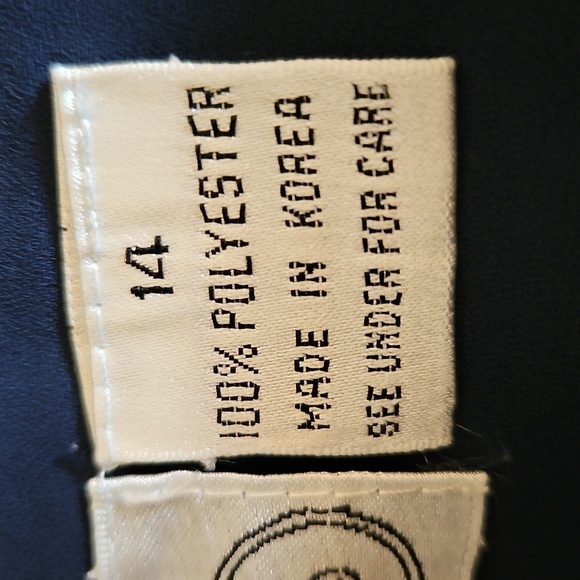 14
100% POLYESTER
MADE IN KOREA
SEE UNDER FOR CARE